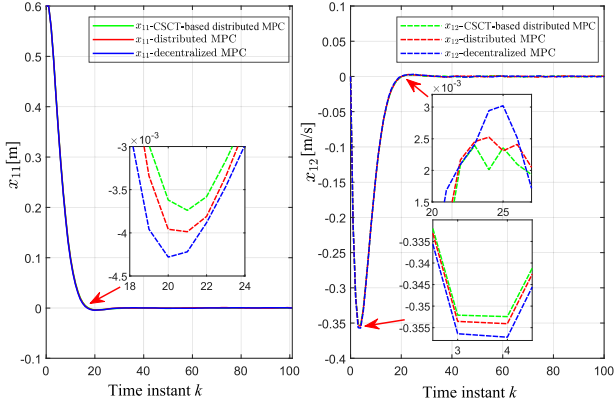 0.6
0.5
0.4
0.3
0.2
0.1
0
-0.1
x₁₁[m]
0 20 40 60 80 100
Time instant k
x₁₁-CSCT-based distributed MPC
x₁₁-distributed MPC
x₁₁-decentralized MPC
×10⁻³
-3
-3.5
-4
-4.5
18 20 22 24
0.1
0.05
0
-0.05
-0.1
-0.15
-0.2
-0.25
-0.3
-0.35
-0.4
x₁₂[m/s]
0 20 40 60 80 100
Time instant k
x₁₂-CSCT-based distributed MPC
x₁₂-distributed MPC
x₁₂-decentralized MPC
×10⁻³
3
2.5
2
1.5
20 25
-0.335
-0.34
-0.345
-0.35
-0.355
3 4